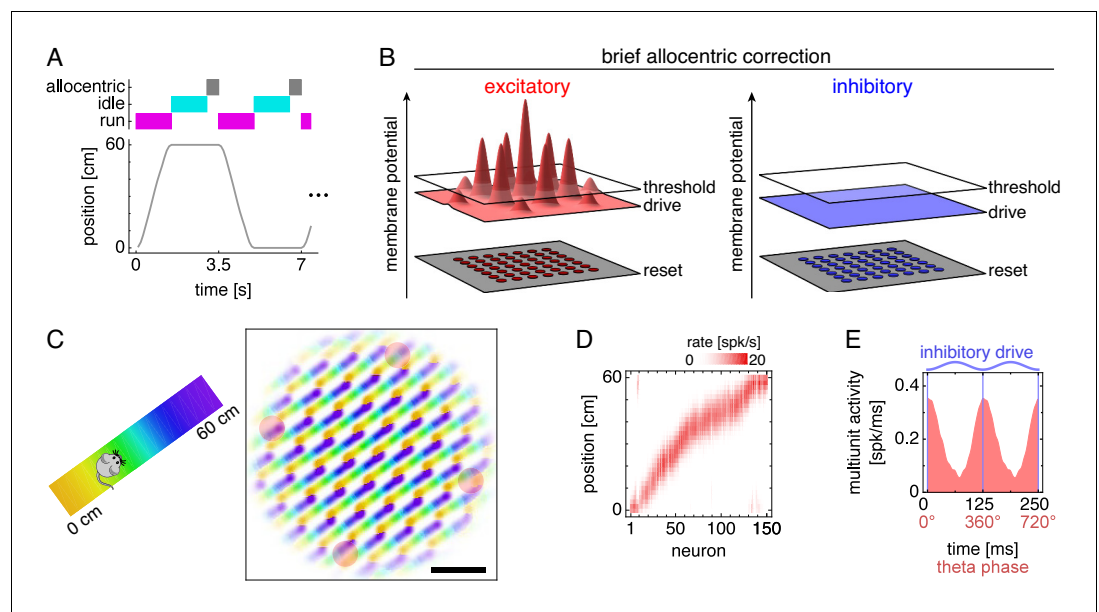 A
allocentric
idle
run
position [cm]
60
0
0
3.5
7
time [s]
•••
B
brief allocentric correction
excitatory
inhibitory
membrane potential
threshold
drive
reset
membrane potential
threshold
drive
reset
C
0 cm
60 cm
D
rate [spk/s]
0
20
position [cm]
60
0
1
50
100
150
neuron
E
inhibitory drive
multiunit activity
[spk/ms]
0.4
0.2
0
0 125 250
0° 360° 720°
time [ms]
theta phase